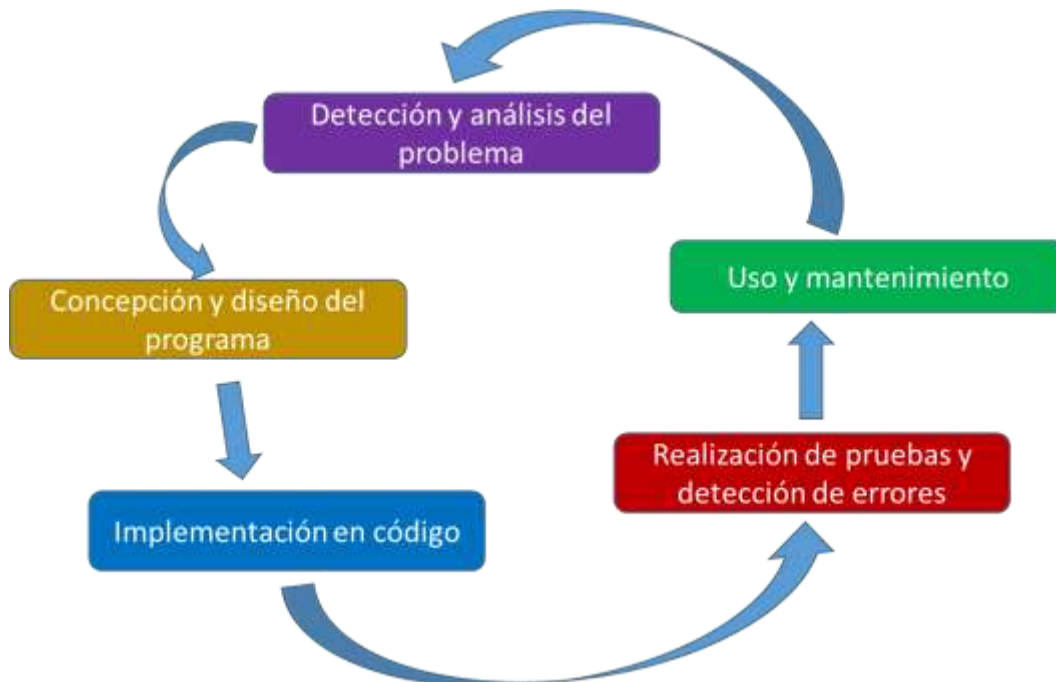 Detección y análisis del
problema
Concepción y diseño del
programa
Implementación en código
Realización de pruebas y
detección de errores
Uso y mantenimiento